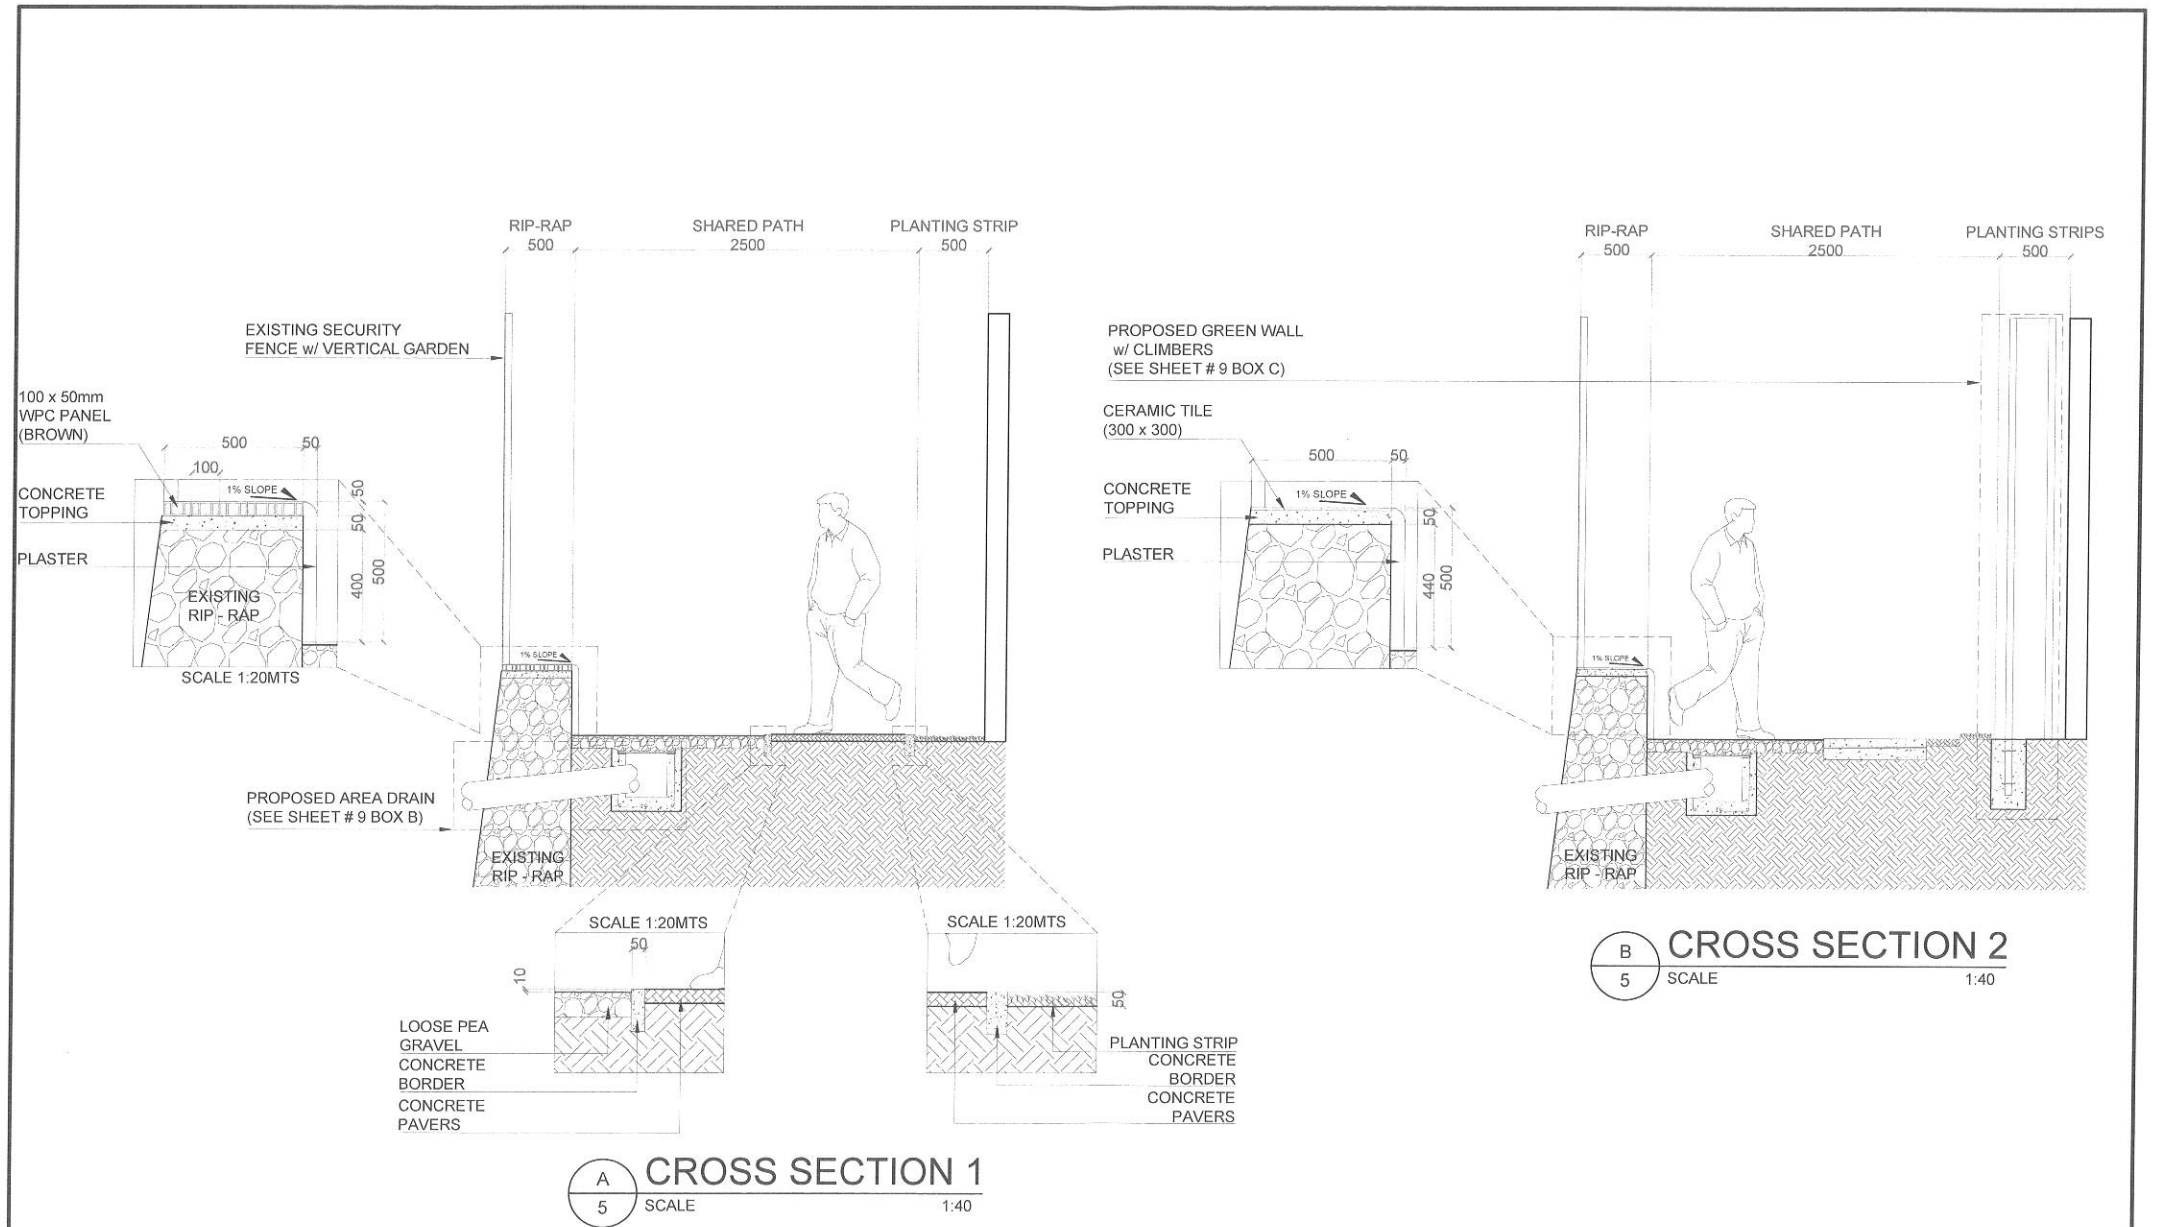 RIP-RAP
500
SHARED PATH
2500
PLANTING STRIP
500
EXISTING SECURITY
FENCE w/ VERTICAL GARDEN
100 x 50mm
WPC PANEL
(BROWN)
500
50
100
1% SLOPE
50
50
400
500
CONCRETE
TOPPING
PLASTER
EXISTING
RIP - RAP
SCALE 1:20MTS
1% SLOPE
PROPOSED AREA DRAIN
(SEE SHEET # 9 BOX B)
EXISTING
RIP - RAP
SCALE 1:20MTS
50
10
LOOSE PEA
GRAVEL
CONCRETE
BORDER
CONCRETE
PAVERS
SCALE 1:20MTS
50
PLANTING STRIP
CONCRETE
BORDER
CONCRETE
PAVERS
A
5
CROSS SECTION 1
SCALE 1:40
RIP-RAP
500
SHARED PATH
2500
PLANTING STRIPS
500
PROPOSED GREEN WALL
w/ CLIMBERS
(SEE SHEET # 9 BOX C)
CERAMIC TILE
(300 x 300)
500
50
1% SLOPE
50
440
500
CONCRETE
TOPPING
PLASTER
1% SLOPE
EXISTING
RIP - RAP
B
5
CROSS SECTION 2
SCALE 1:40